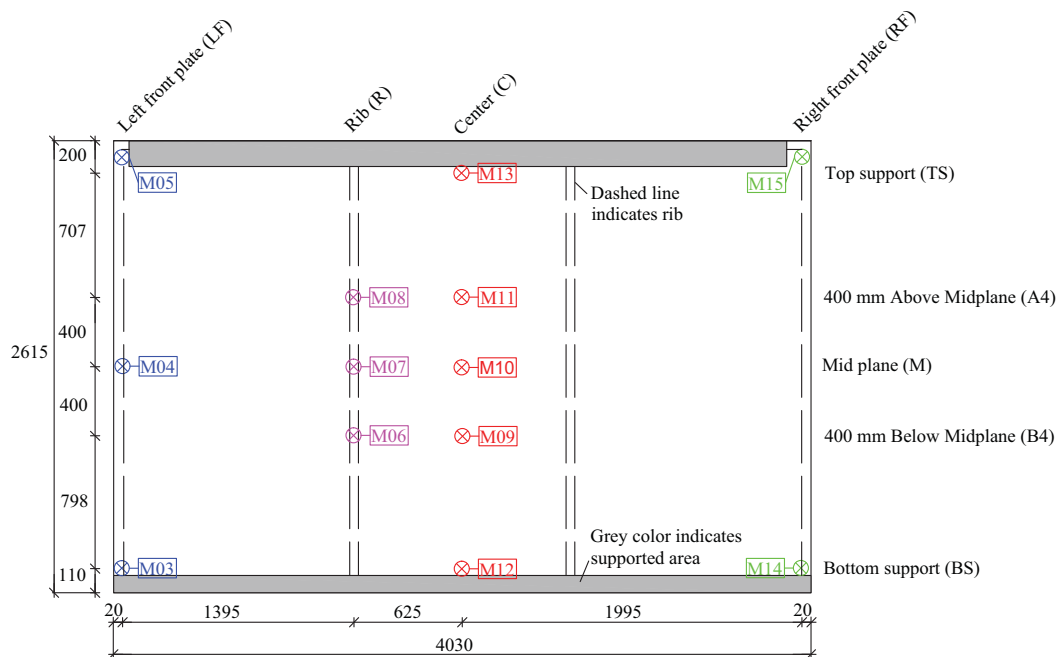 Left front plate (LF)
Rib (R)
Center (C)
Right front plate (RF)
200
M05
M13
M15
Top support (TS)
Dashed line
indicates rib
707
M08
M11
400 mm Above Midplane (A4)
400
2615
M04
M07
M10
Mid plane (M)
400
M06
M09
400 mm Below Midplane (B4)
798
Grey color indicates
supported area
110
M03
M12
M14
Bottom support (BS)
20
1395
625
1995
20
4030